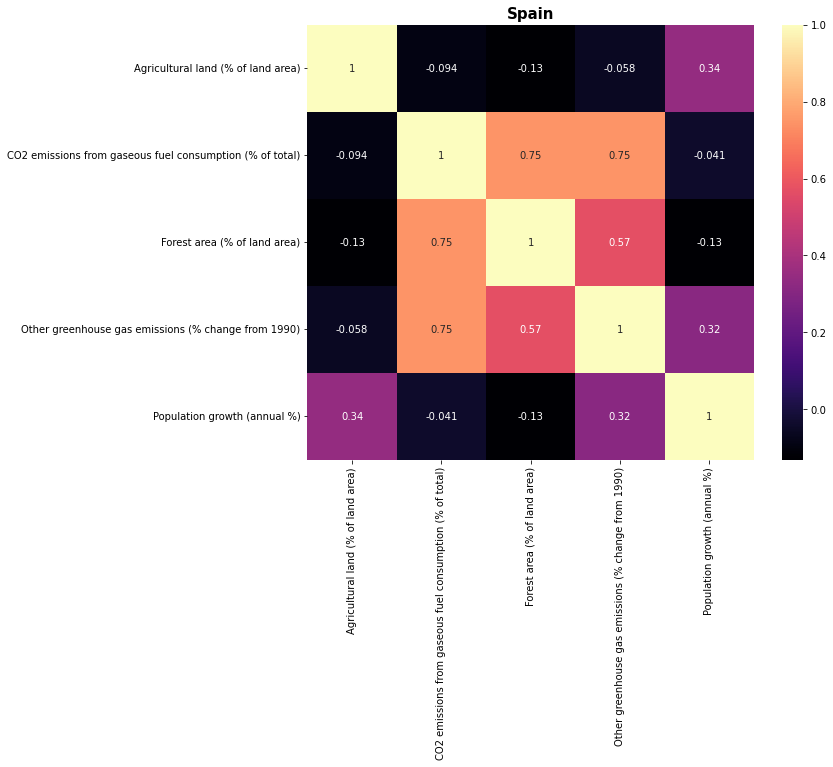 Spain
Agricultural land (% of land area)
1 -0.094 -0.13 -0.058 0.34
CO2 emissions from gaseous fuel consumption (% of total)
-0.094 1 0.75 0.75 -0.041
Forest area (% of land area)
-0.13 0.75 1 0.57 -0.13
Other greenhouse gas emissions (% change from 1990)
-0.058 0.75 0.57 1 0.32
Population growth (annual %)
0.34 -0.041 -0.13 0.32 1
Agricultural land (% of land area)
CO2 emissions from gaseous fuel consumption (% of total)
Forest area (% of land area)
Other greenhouse gas emissions (% change from 1990)
Population growth (annual %)
1.0
0.8
0.6
0.4
0.2
0.0